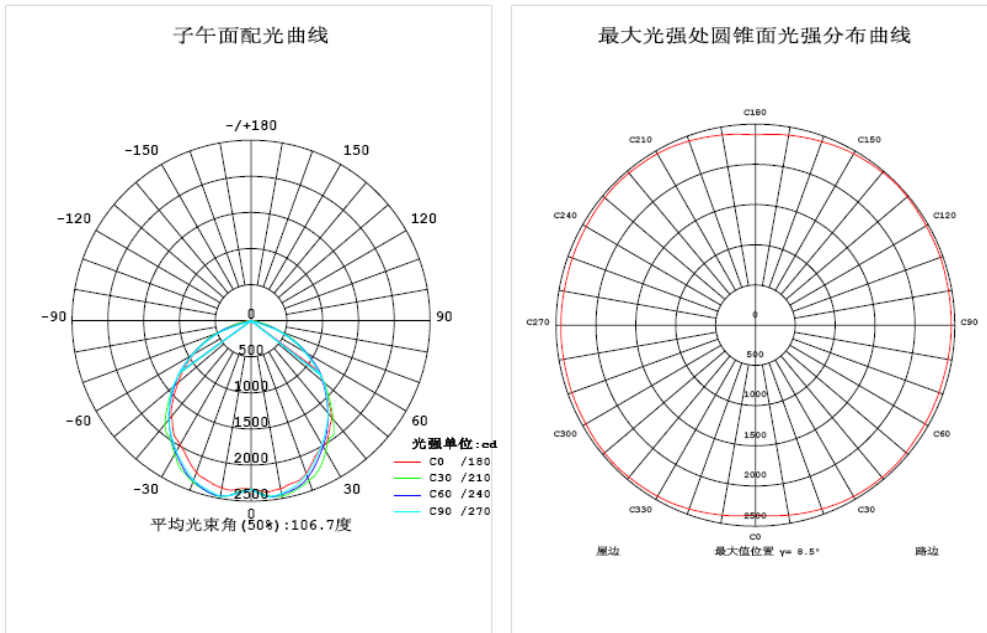 子午面配光曲线
-/+180
-150
150
-120
120
-90
90
-60
60
-30
30
0
0
500
1000
1500
2000
2500
光强单位:cd
C0 /180
C30 /210
C60 /240
C90 /270
平均光束角(50%):106.7度
最大光强处圆锥面光强分布曲线
C180
C210
C150
C240
C120
C270
C90
C300
C60
C330
C30
C0
0
500
1000
1500
2000
2500
屋边
最大值位置 γ= 8.5°
路边